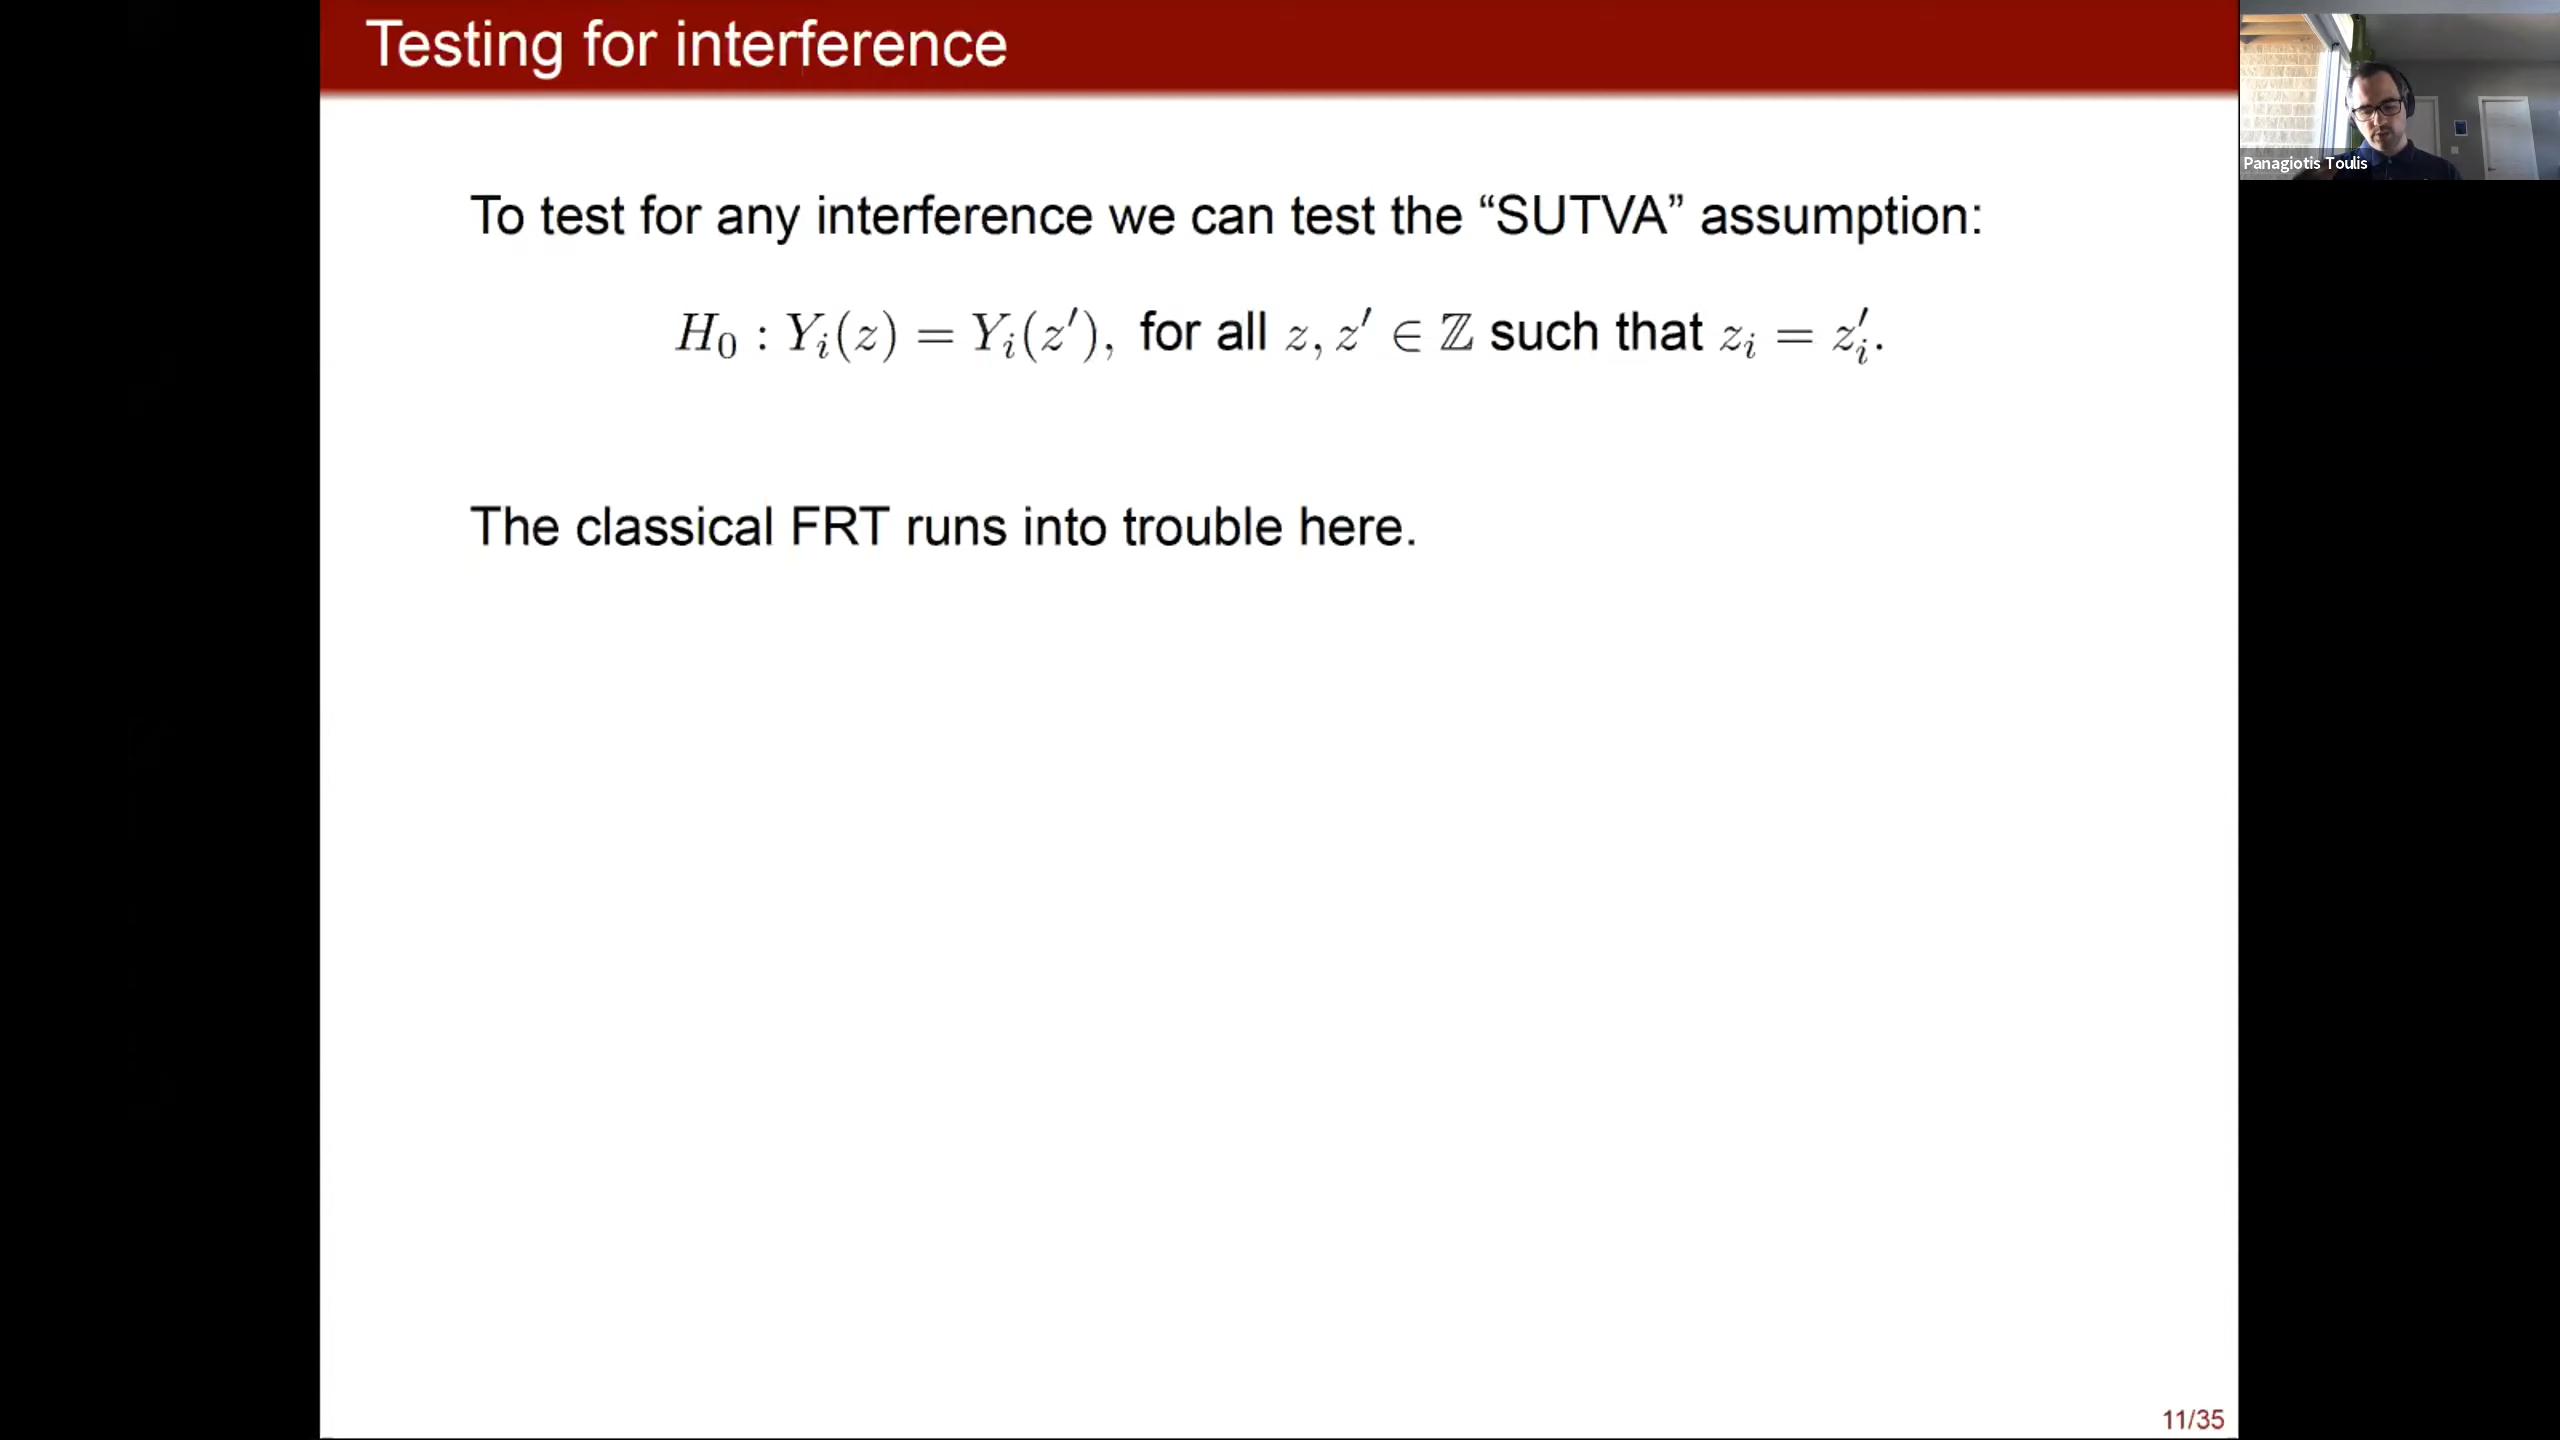 Testing for interference
Panagiotis Toulis
To test for any interference we can test the “SUTVA” assumption:
H₀ : Yᵢ(z) = Yᵢ(z′), for all z, z′ ∈ ℤ such that zᵢ = z′ᵢ.
The classical FRT runs into trouble here.
11/35